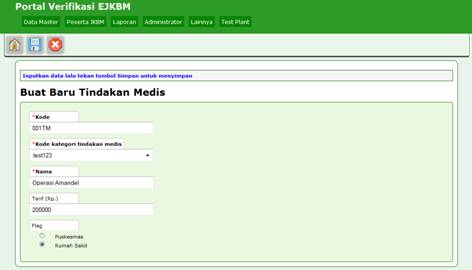 Portal Verifikasi EJKBM
Data Master Peserta JKBM Laporan Administrator Lainnya Test Plant
Inputkan data lalu tekan tombol Simpan untuk menyimpan
Buat Baru Tindakan Medis
*Kode
001TM
*Kode kategori tindakan medis
test123
*Nama
Operasi Amandel
Tarif (Rp.)
200000
Flag
Puskesmas
Rumah Sakit